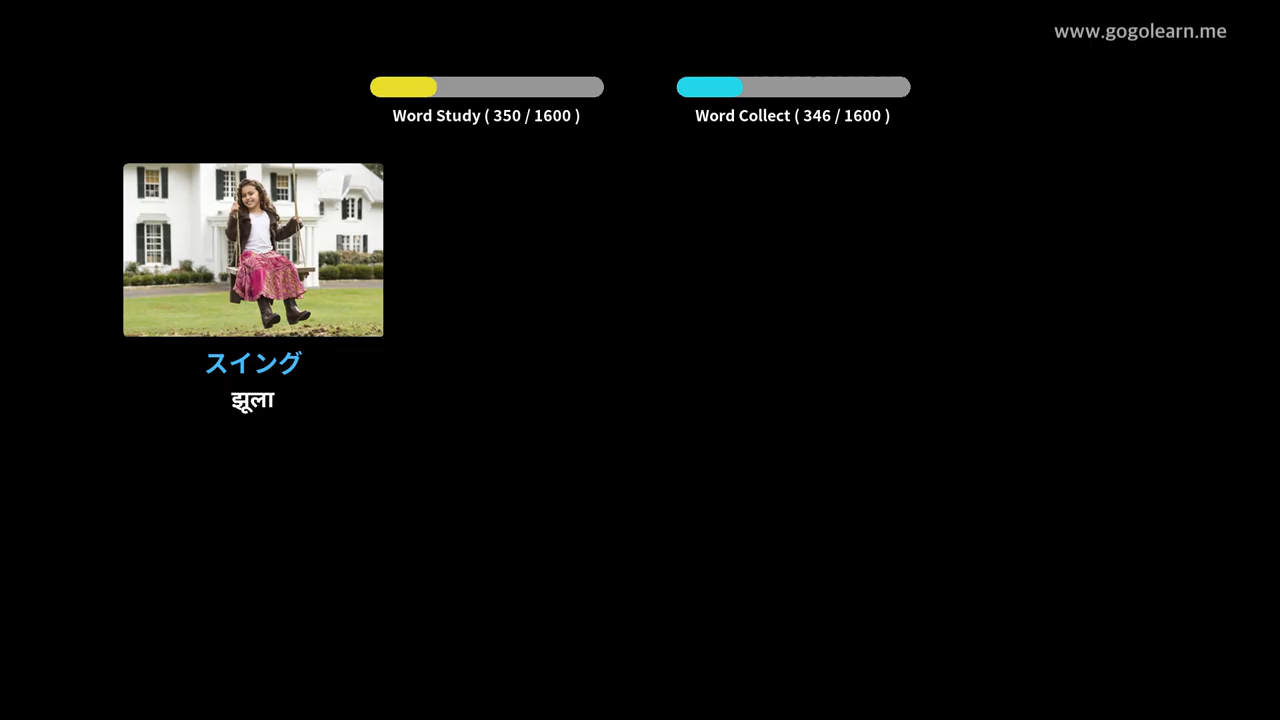 www.gogolearn.me
Word Study ( 350 / 1600 )
Word Collect ( 346 / 1600 )
スイング
झूला